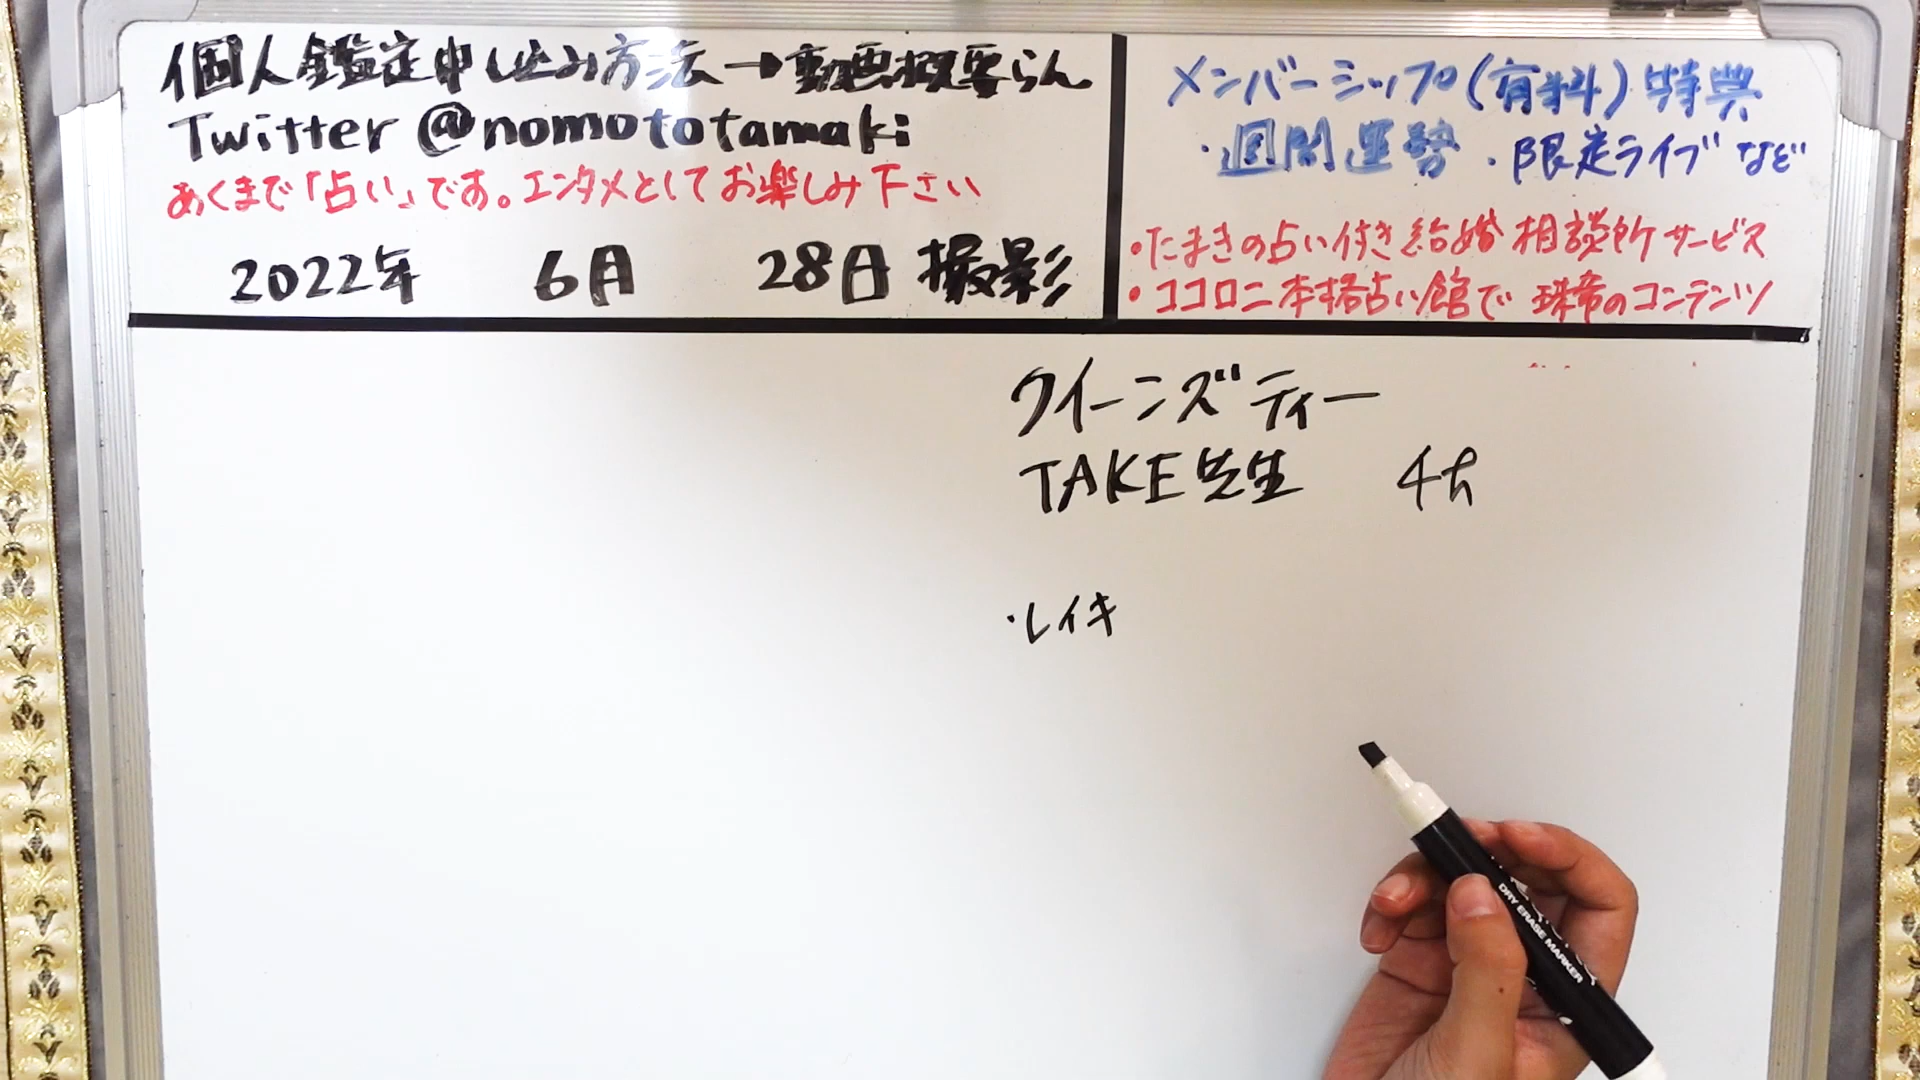 個人鑑定申し込み方法→動画概要らん
Twitter @nomototamaki
あくまで「占い」です。エンタメとしてお楽しみ下さい
2022年 6月 28日 撮影
メンバーシップ(有料)特典
・週間運勢 ・限定ライブ など
・たまきの占い付き結婚相談所サービス
・ココロニ本格占い館で 珠希のコンテンツ
クイーンズティー
TAKE先生
・レイキ
DRY ERASE MARKER